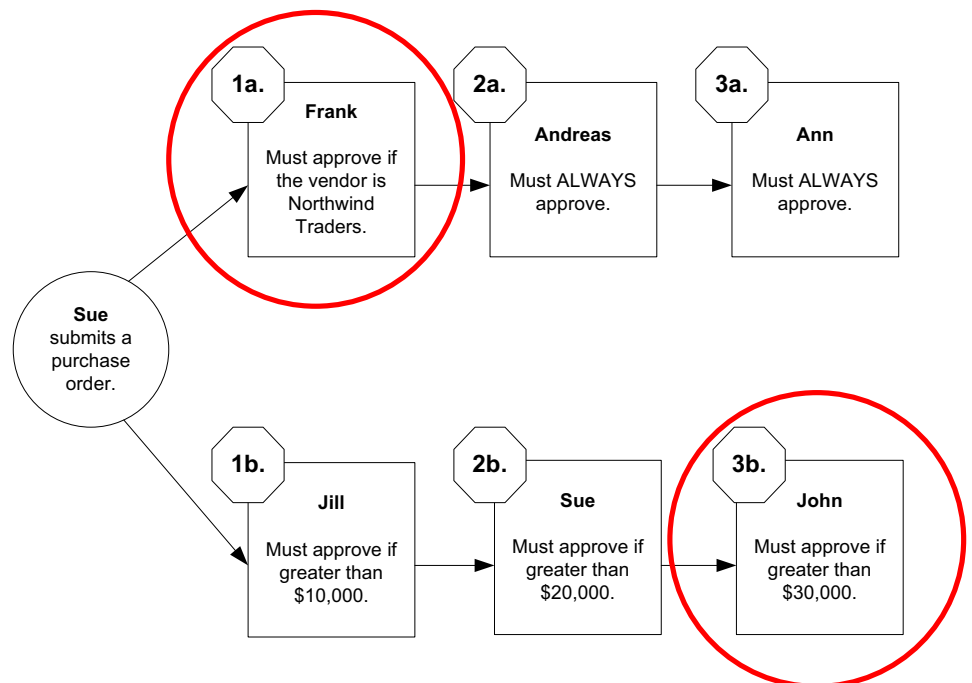 1a.
Frank
Must approve if
the vendor is
Northwind
Traders.
2a.
Andreas
Must ALWAYS
approve.
3a.
Ann
Must ALWAYS
approve.
Sue
submits a
purchase
order.
1b.
Jill
Must approve if
greater than
$10,000.
2b.
Sue
Must approve if
greater than
$20,000.
3b.
John
Must approve if
greater than
$30,000.